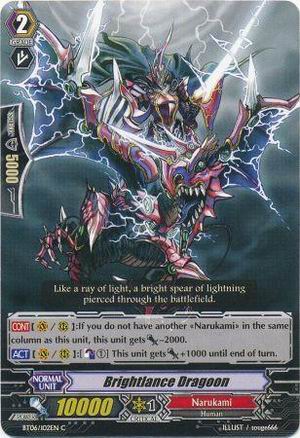 2
5000
Like a ray of light, a bright spear of lightning
pierced through the battlefield.
CONT [ / ]:If you do not have another «Narukami» in the same
column as this unit, this unit gets -2000.
ACT [ / ]: [ ] This unit gets +1000 until end of turn.
NORMAL UNIT
Brightlance Dragoon
10000
1
CRITICAL
Narukami
Human
BT06/102EN C
ILLUST / touge666